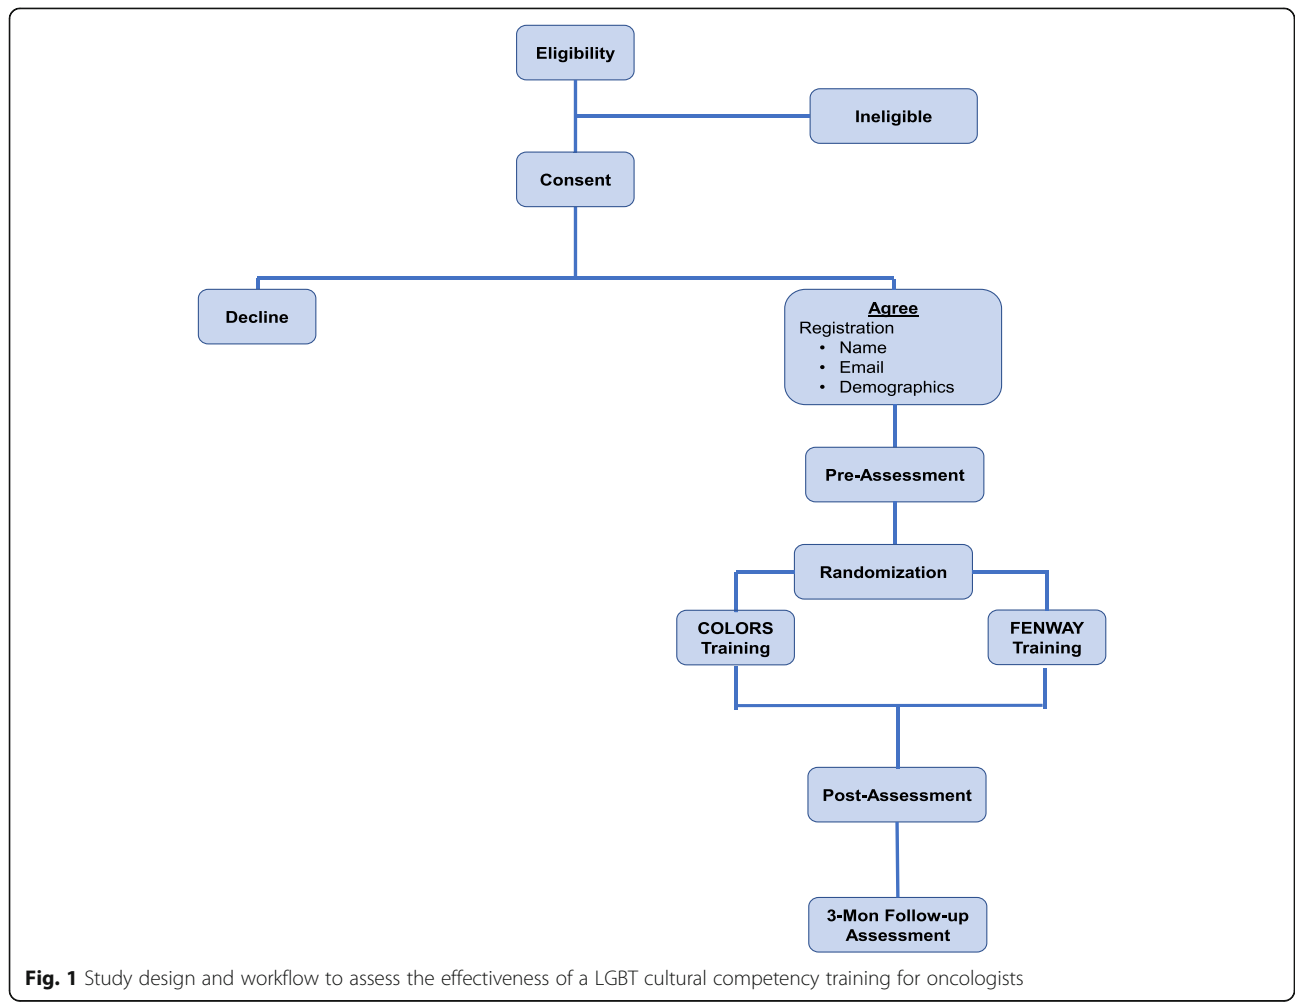 Eligibility
Ineligible
Consent
Decline
Agree
Registration
• Name
• Email
• Demographics
Pre-Assessment
Randomization
COLORS
Training
FENWAY
Training
Post-Assessment
3-Mon Follow-up
Assessment
Fig. 1 Study design and workflow to assess the effectiveness of a LGBT cultural competency training for oncologists